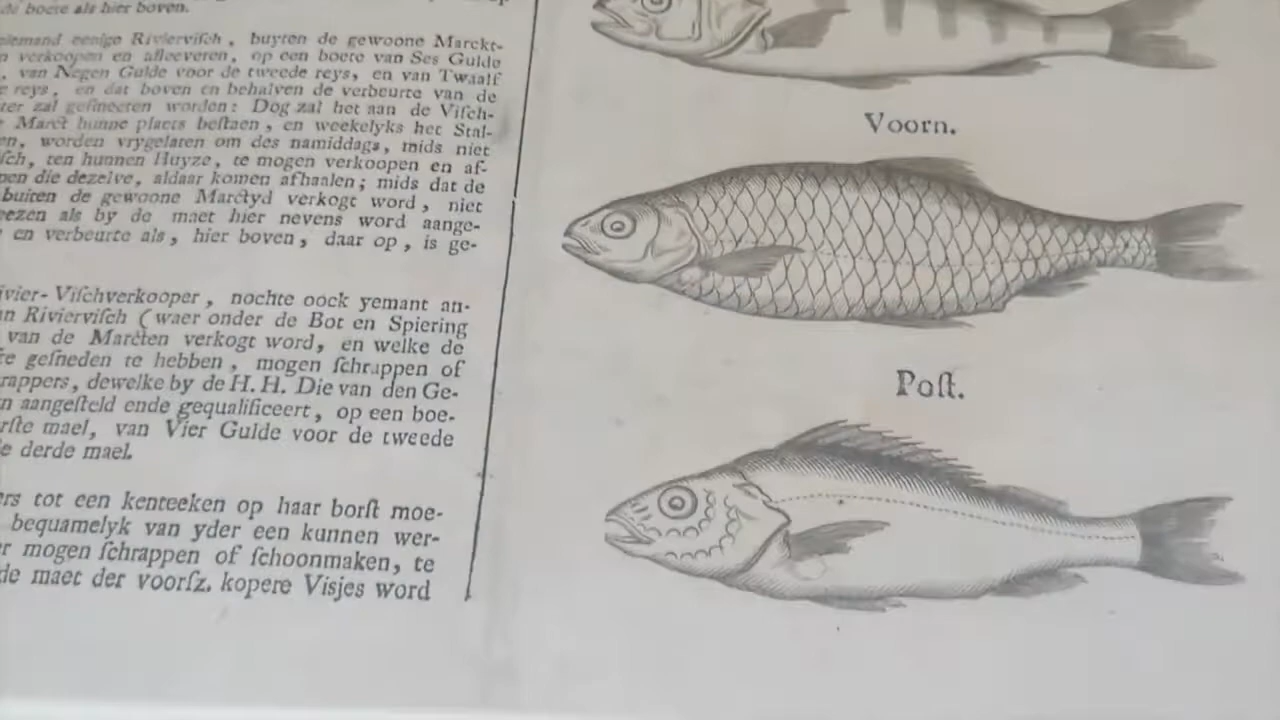 de boete als hier boven.
niemand eenige Rivierviſch, buyten de gewoone Marckt-
verkoopen en afleeveren, op een boete van Ses Gulde
, van Negen Gulde voor de tweede reys, en van Twaalf
reys, en dat boven en behalven de verbeurte van de
ter zal geſmeeten worden: Dog zal het aan de Viſch-
Marct hunne plaets beſtaen, en weekelyks het Stal-
en, worden vrygelaten om des namiddags, mids niet
ſch, ten hunnen Huyze, te mogen verkoopen en af-
pen die dezelve, aldaar komen afhaalen; mids dat de
buiten de gewoone Marctyd verkogt word, niet
wezen als by de maet hier nevens word aange-
en verbeurte als, hier boven, daar op, is ge-
ivier-Viſchverkooper, nochte oock yemant an-
n Rivierviſch (waer onder de Bot en Spiering
van de Marcten verkogt word, en welke de
te geſneden te hebben, mogen ſchrappen of
rappers, dewelke by de H. H. Die van den Ge-
n aangeſteld ende gequalificeert, op een boe-
rſte mael, van Vier Gulde voor de tweede
e derde mael.
ers tot een kenteeken op haar borſt moe-
bequamelyk van yder een kunnen wer-
r mogen ſchrappen of ſchoonmaken, te
de maet der voorſz. kopere Visjes word
Voorn.
Poſt.